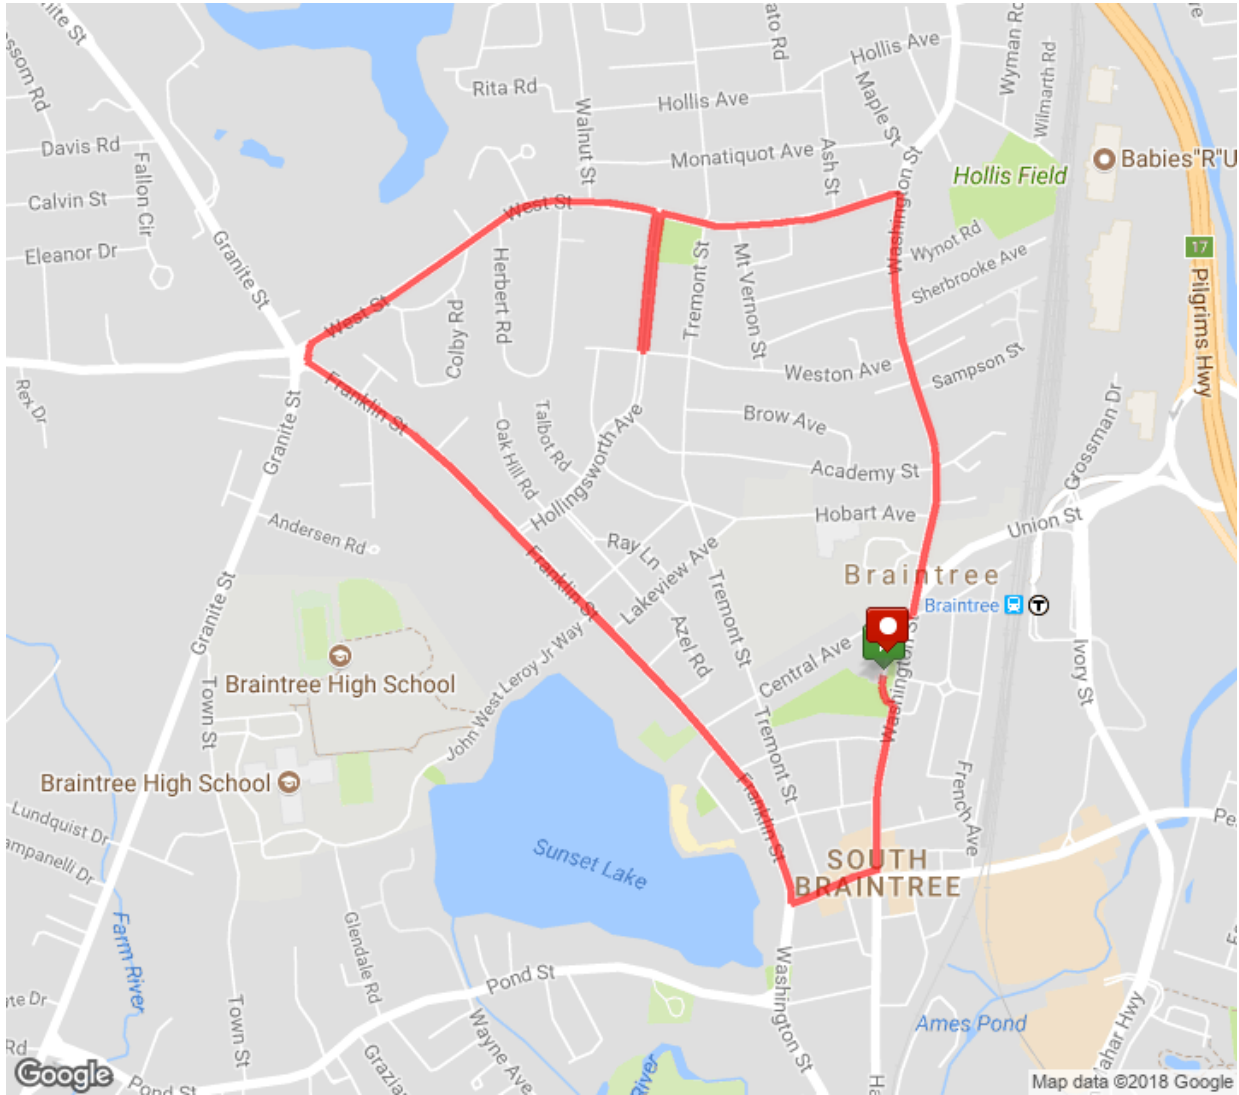 Granite St
Hollis Ave
Wyman Rd
Wilmarth Rd
Rita Rd
Hollis Ave
Maple St
Walnut St
Davis Rd
Fallon Cir
Monatiquot Ave
Ash St
Babies"R"U
Hollis Field
Calvin St
West St
Washington St
Eleanor Dr
Granite St
Herbert Rd
Tremont St
Mt Vernon St
Wynot Rd
17
Sherbrooke Ave
Pilgrims Hwy
West St
Colby Rd
Weston Ave
Sampson St
Rex Dr
Franklin St
Granite St
Talbot Rd
Oak Hill Rd
Hollingsworth Ave
Brow Ave
Grossman Dr
Academy St
Hobart Ave
Union St
Andersen Rd
Ray Ln
Lakeview Ave
Franklin St
Braintree
Braintree
T
Granite St
Tremont St
Azel Rd
Central Ave
Washington St
Ivory St
Braintree High School
John West Leroy Jr Way
Town St
Tremont St
Braintree High School
French Ave
Franklin St
Lundquist Dr
Sunset Lake
SOUTH
BRAINTREE
Farm River
Glendale Rd
Pond St
Washington St
Town St
Wayne Ave
Ames Pond
River
Rd
Pond St
Google
Map data ©2018 Google